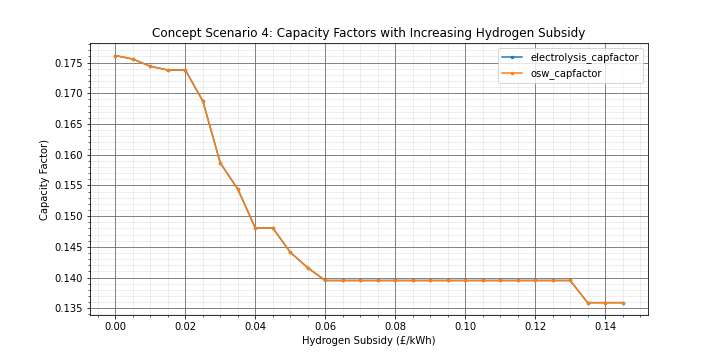 Concept Scenario 4: Capacity Factors with Increasing Hydrogen Subsidy
electrolysis_capfactor
osw_capfactor
Capacity Factor)
0.175
0.170
0.165
0.160
0.155
0.150
0.145
0.140
0.135
0.00 0.02 0.04 0.06 0.08 0.10 0.12 0.14
Hydrogen Subsidy (£/kWh)